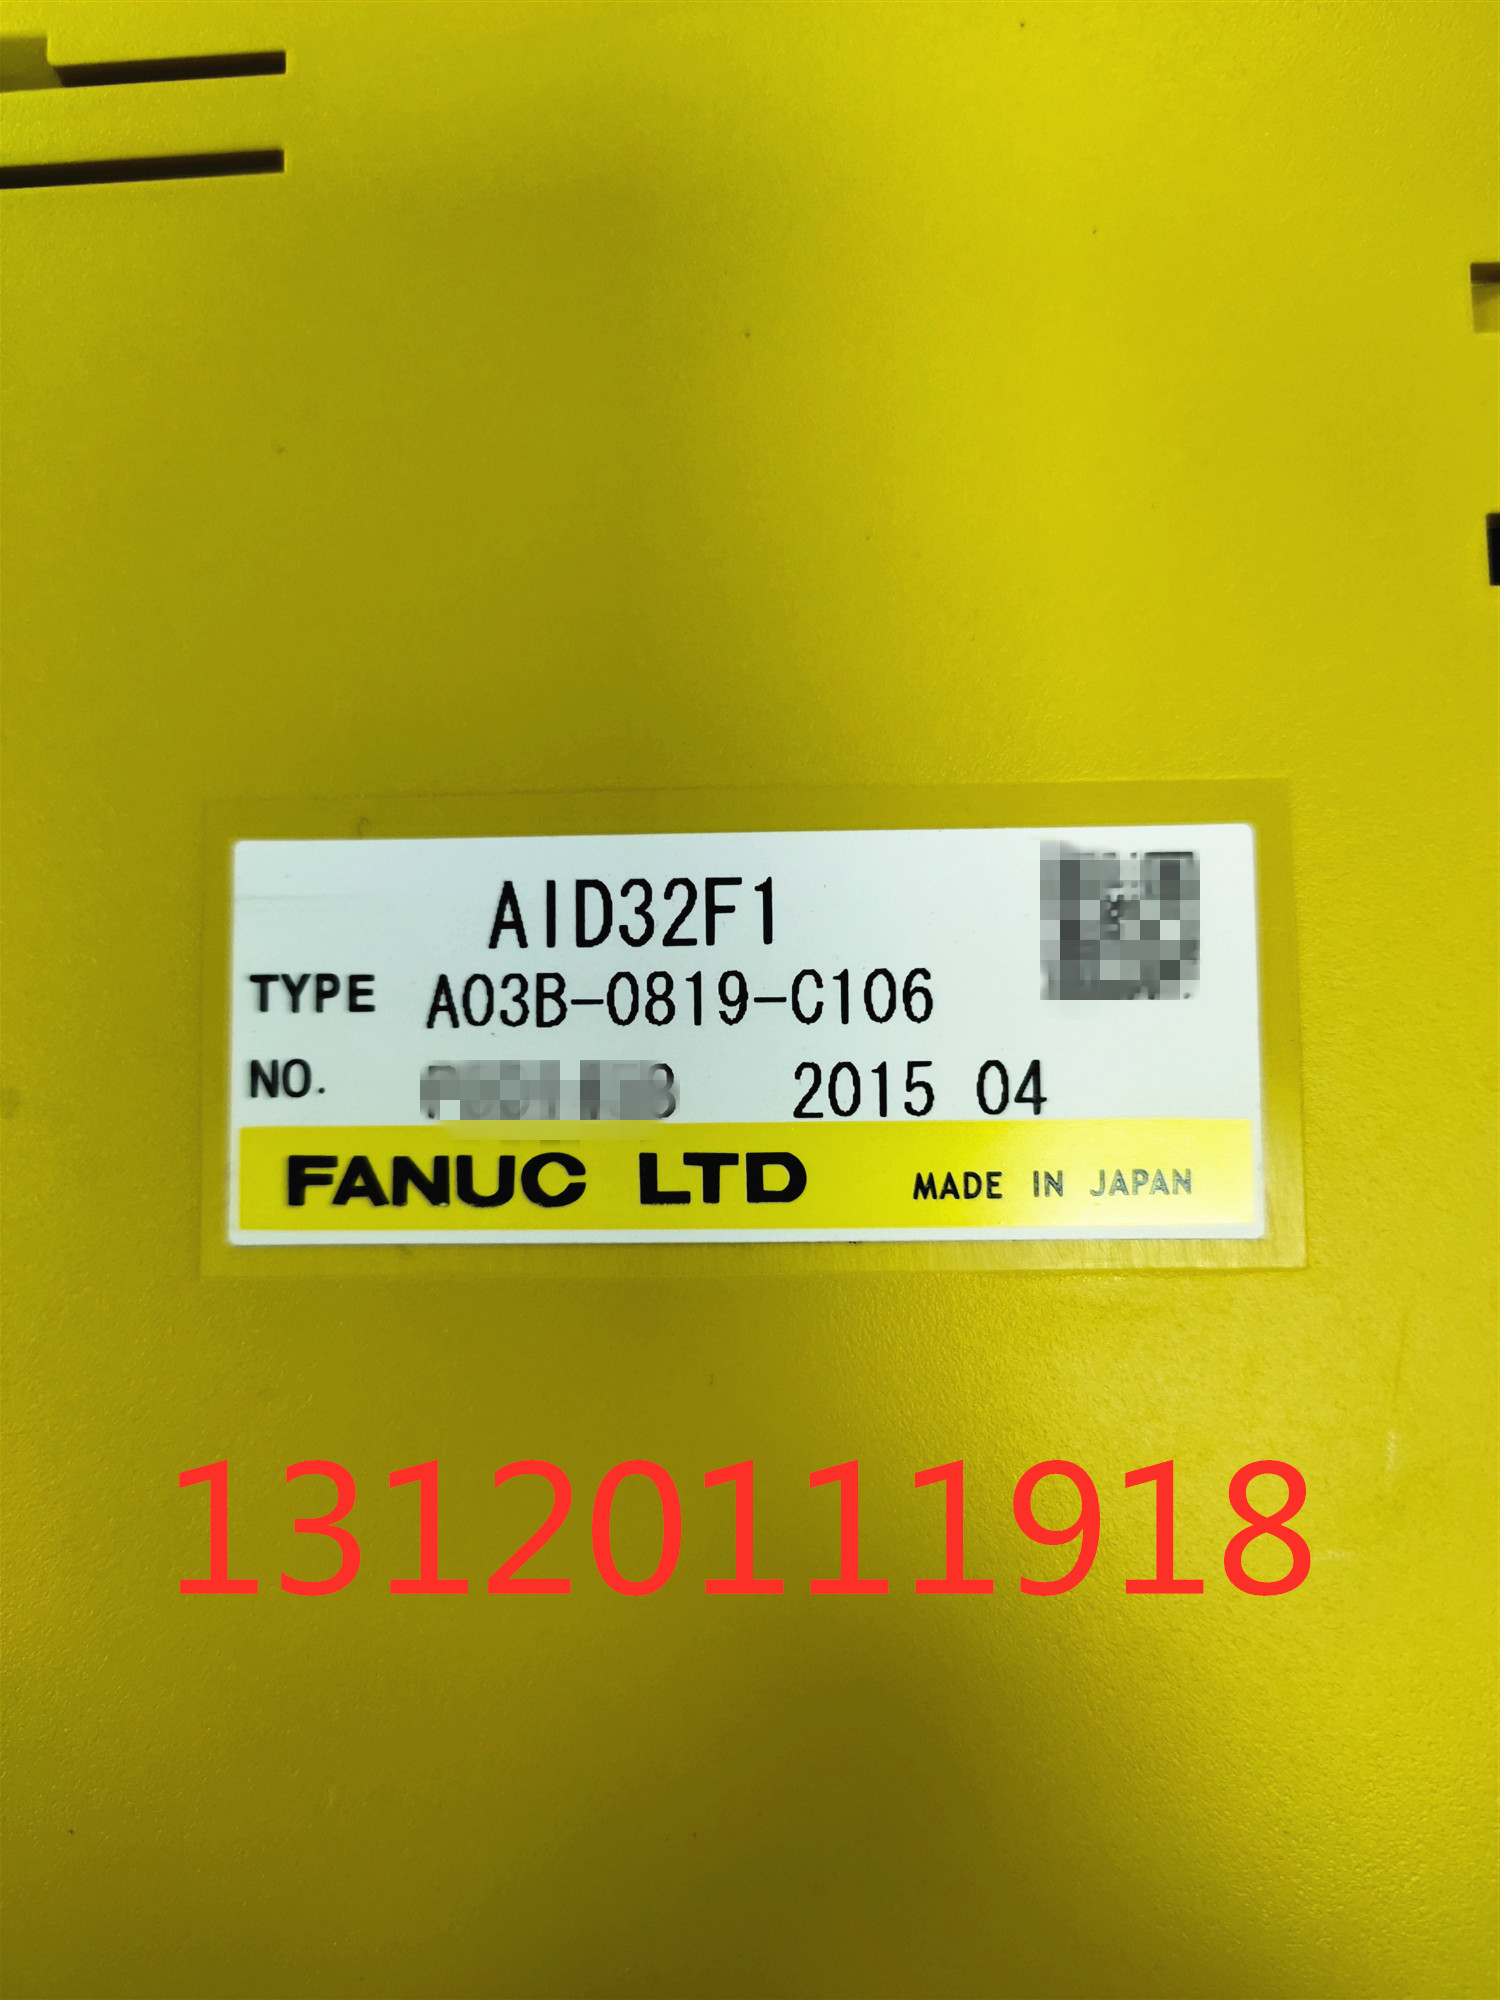 AID32F1
TYPE A03B-0819-C106
NO. 2015 04
FANUC LTD MADE IN JAPAN
13120111918